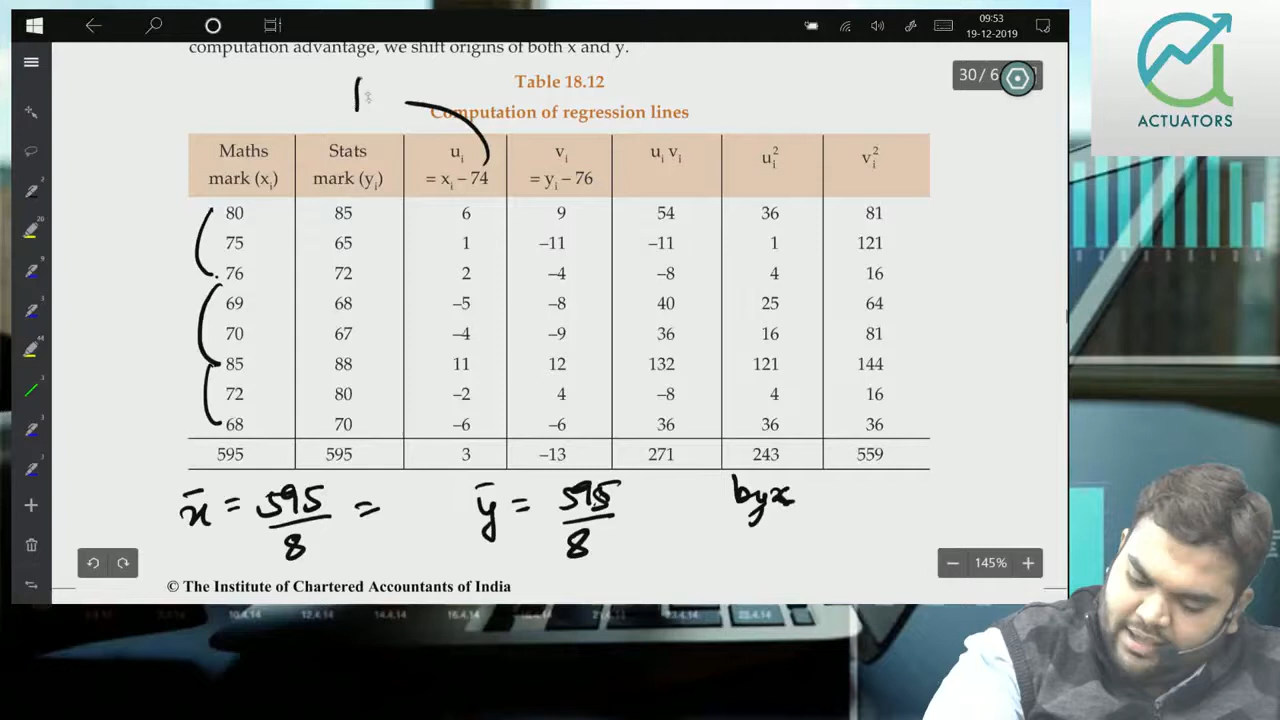 09:53
19-12-2019
computation advantage, we shift origins of both x and y.
30 / 6
Table 18.12
Computation of regression lines
Maths mark (xi) Stats mark (yi) ui = xi – 74 vi = yi – 76 ui vi ui² vi²
80 85 6 9 54 36 81
75 65 1 –11 –11 1 121
76 72 2 –4 –8 4 16
69 68 –5 –8 40 25 64
70 67 –4 –9 36 16 81
85 88 11 12 132 121 144
72 80 –2 4 –8 4 16
68 70 –6 –6 36 36 36
595 595 3 –13 271 243 559
x̄ = 595/8 = ȳ = 595/8 byx
145%
© The Institute of Chartered Accountants of India
ACTUATORS